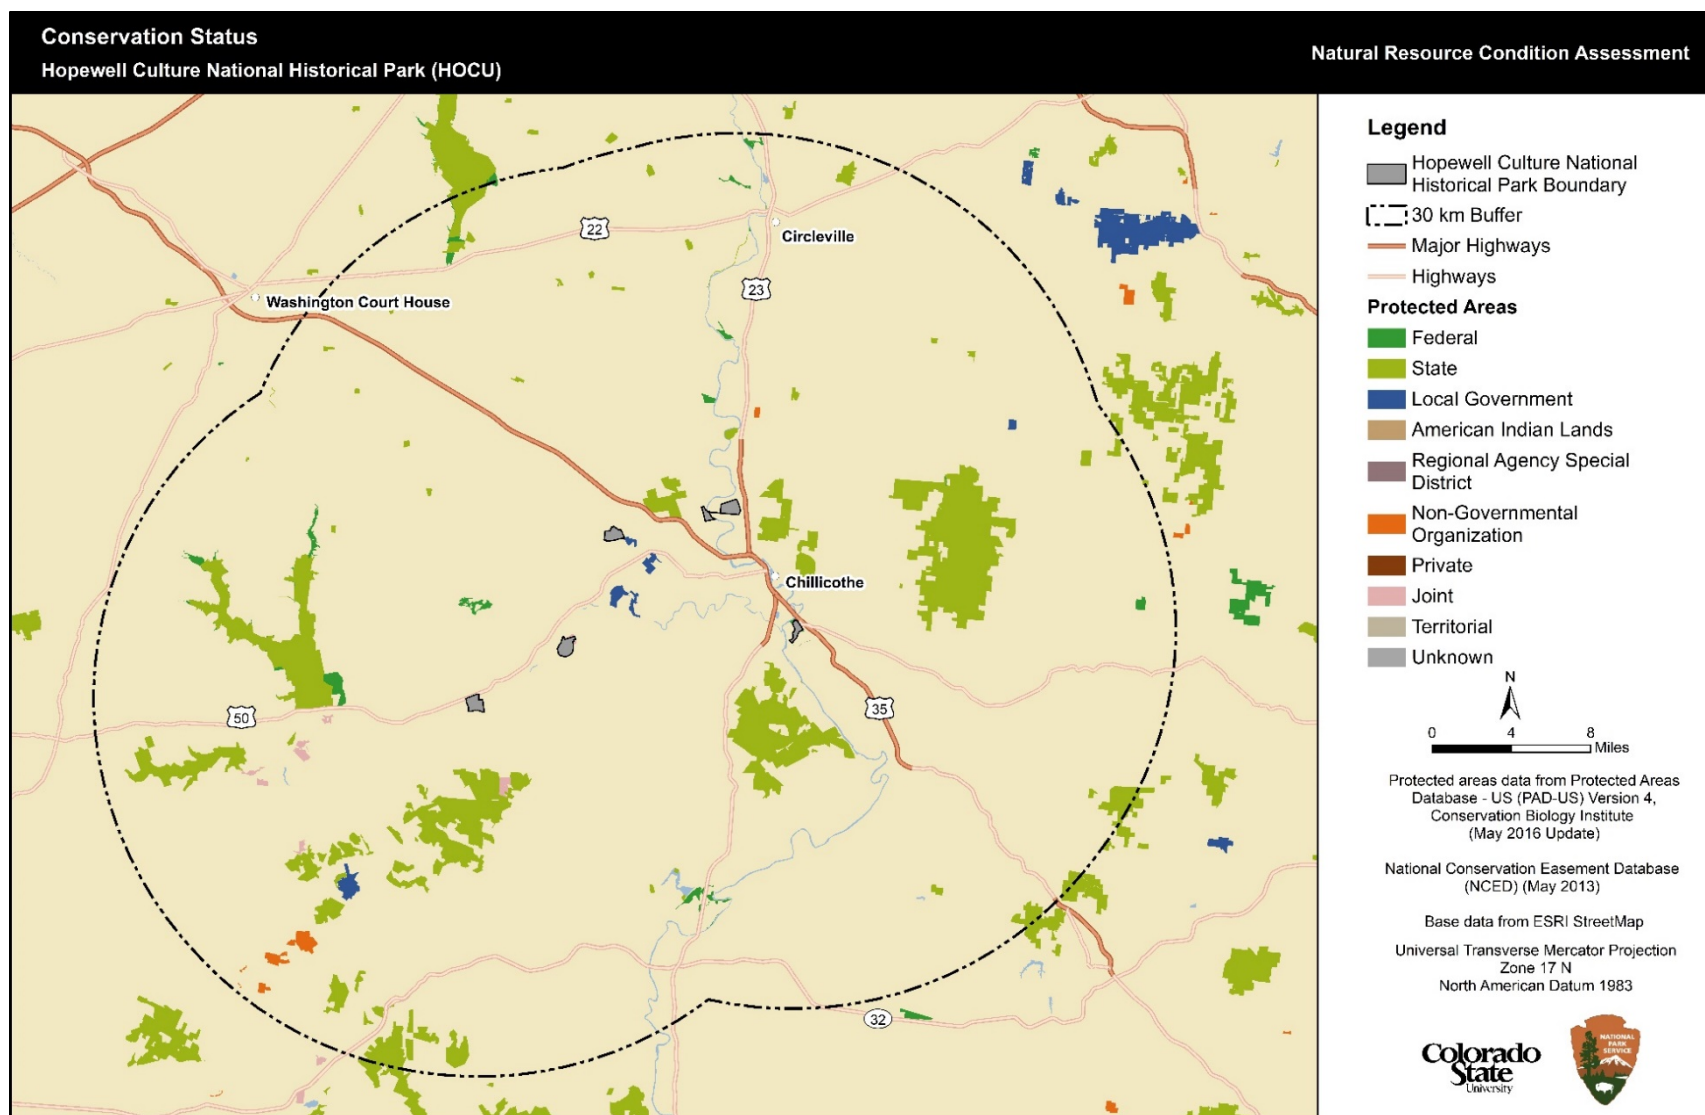 Conservation Status
Hopewell Culture National Historical Park (HOCU)
Natural Resource Condition Assessment
22
Circleville
23
Washington Court House
Chillicothe
50
35
32
Legend
Hopewell Culture National
Historical Park Boundary
30 km Buffer
Major Highways
Highways
Protected Areas
Federal
State
Local Government
American Indian Lands
Regional Agency Special
District
Non-Governmental
Organization
Private
Joint
Territorial
Unknown
N
0 4 8
Miles
Protected areas data from Protected Areas
Database - US (PAD-US) Version 4,
Conservation Biology Institute
(May 2016 Update)
National Conservation Easement Database
(NCED) (May 2013)
Base data from ESRI StreetMap
Universal Transverse Mercator Projection
Zone 17 N
North American Datum 1983
Colorado
State
University
NATIONAL
PARK
SERVICE